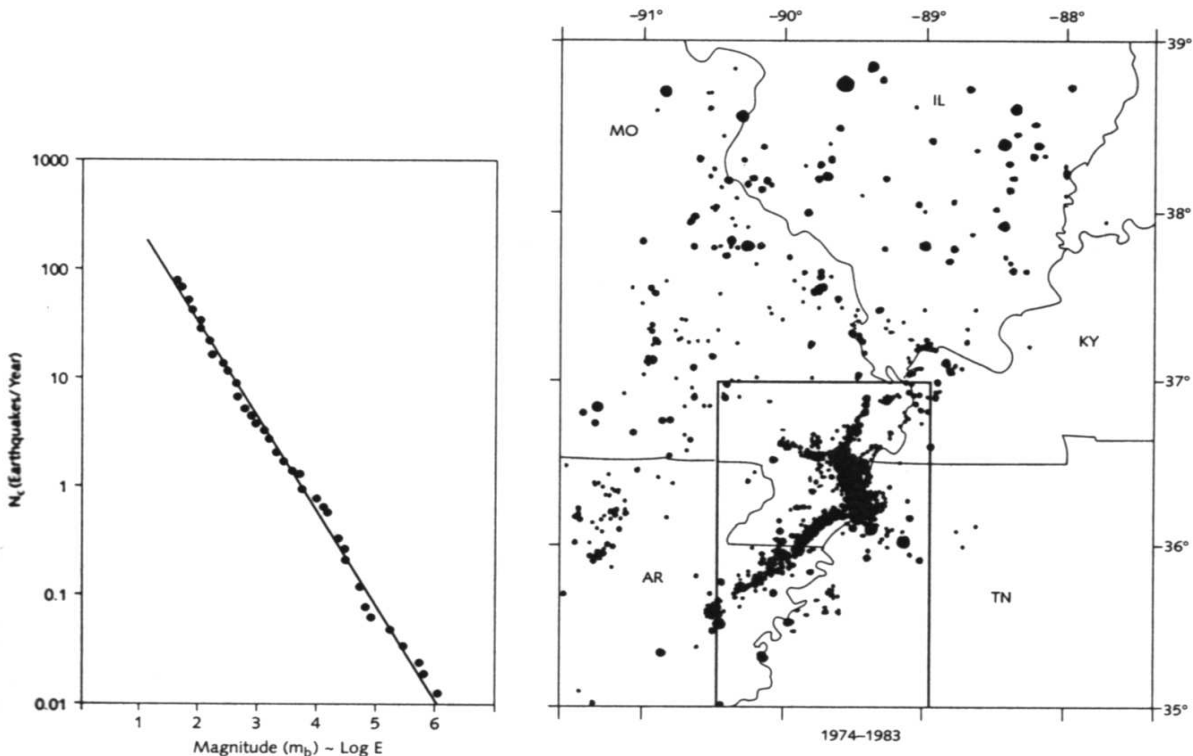 1000
100
10
1
0.1
0.01
N_c (Earthquakes/Year)
1 2 3 4 5 6
Magnitude (m_b) ~ Log E
-91° -90° -89° -88°
39°
38°
37°
36°
35°
MO
IL
KY
AR
TN
1974–1983